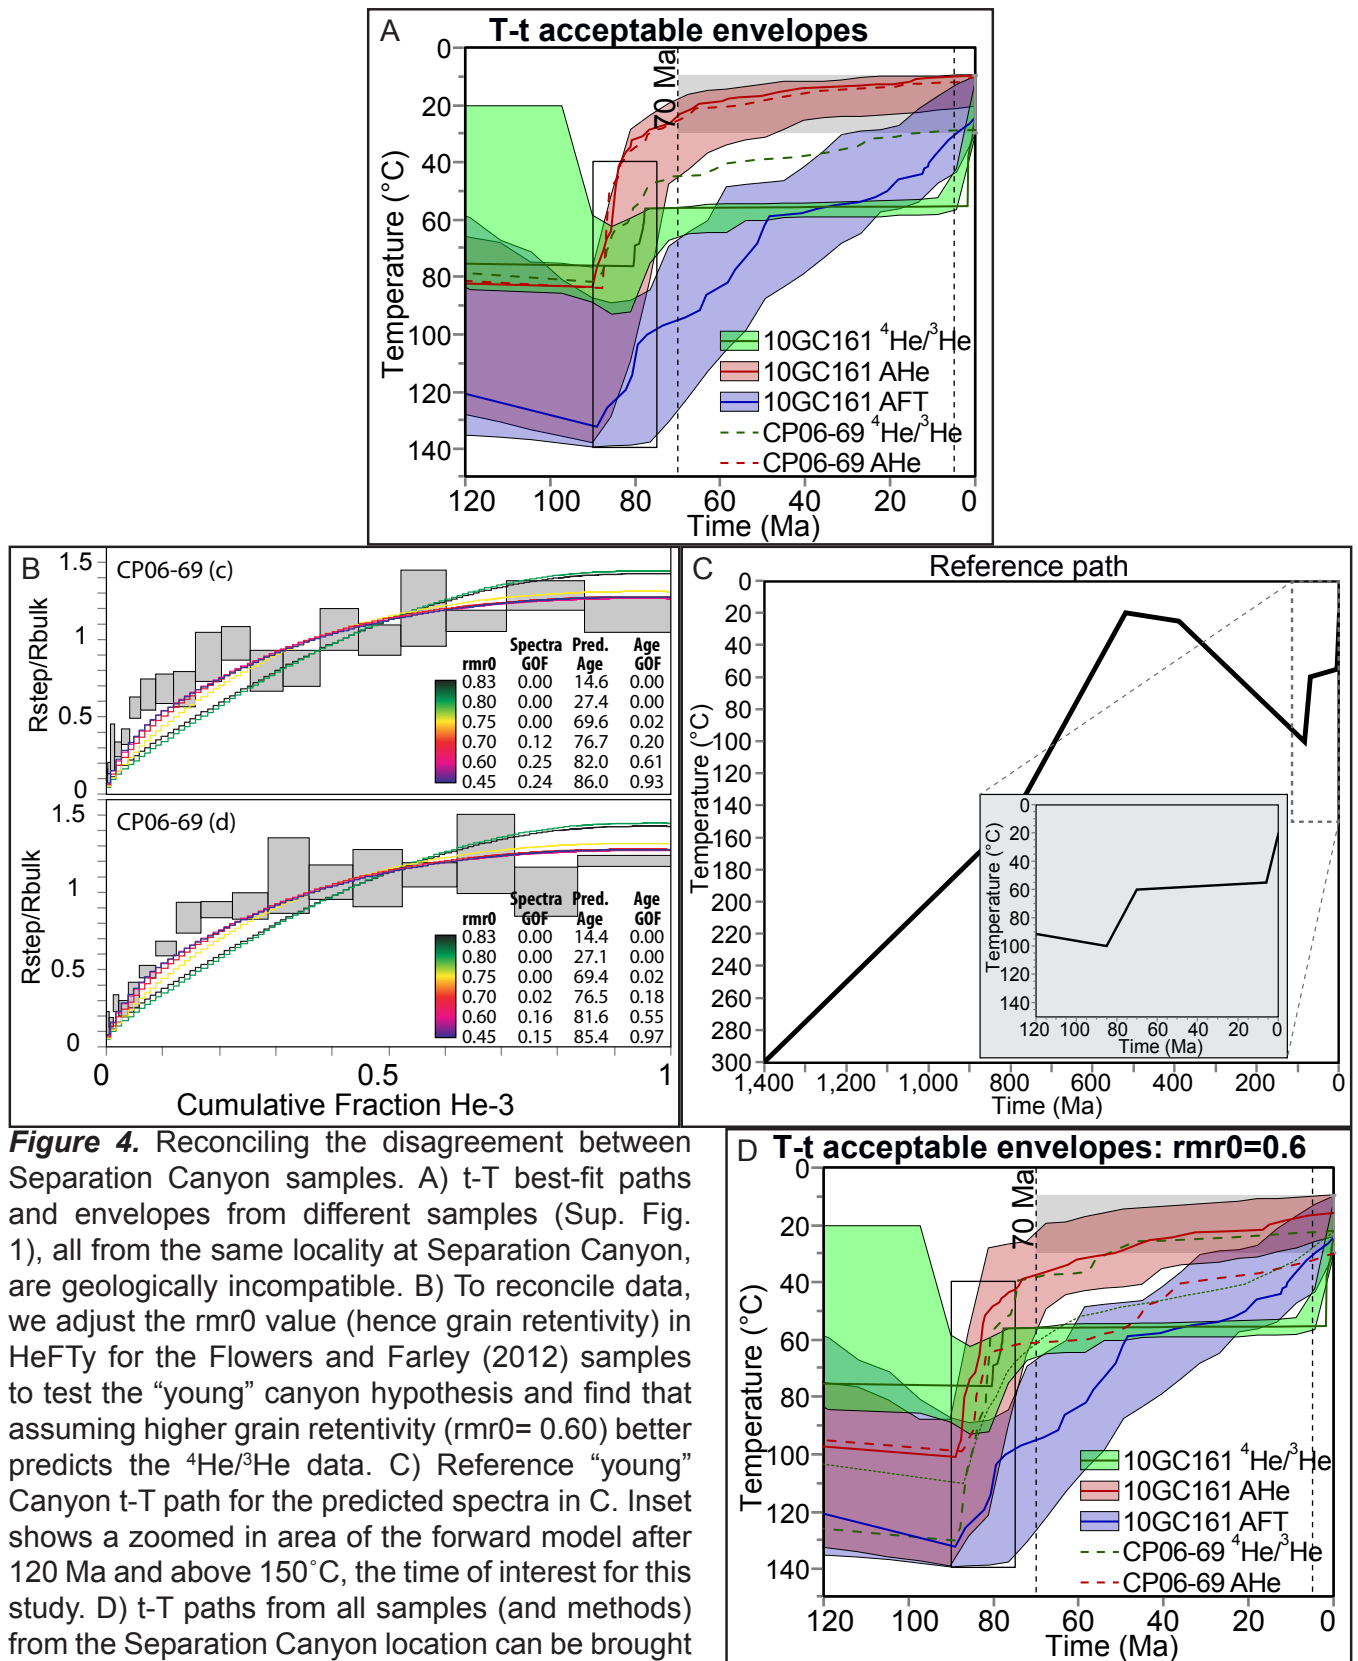 A
T-t acceptable envelopes
70 Ma
0
20
40
60
80
100
120
140
Temperature (°C)
10GC161 ⁴He/³He
10GC161 AHe
10GC161 AFT
CP06-69 ⁴He/³He
CP06-69 AHe
120 100 80 60 40 20 0
Time (Ma)
B
CP06-69 (c)
1.5
1
0.5
0
Rstep/Rbulk
Spectra Pred. Age
rmr0 GOF Age GOF
0.83 0.00 14.6 0.00
0.80 0.00 27.4 0.00
0.75 0.00 69.6 0.02
0.70 0.12 76.7 0.20
0.60 0.25 82.0 0.61
0.45 0.24 86.0 0.93
CP06-69 (d)
1.5
1
0.5
0
Rstep/Rbulk
Spectra Pred. Age
rmr0 GOF Age GOF
0.83 0.00 14.4 0.00
0.80 0.00 27.1 0.00
0.75 0.00 69.4 0.02
0.70 0.02 76.5 0.18
0.60 0.16 81.6 0.55
0.45 0.15 85.4 0.97
0 0.5 1
Cumulative Fraction He-3
C
Reference path
0
20
40
60
80
100
120
140
160
180
200
220
240
260
280
300
Temperature (°C)
0
20
40
60
80
100
120
140
Temperature (°C)
120 100 80 60 40 20 0
Time (Ma)
1,400 1,200 1,000 800 600 400 200 0
Time (Ma)
Figure 4. Reconciling the disagreement between
Separation Canyon samples. A) t-T best-fit paths
and envelopes from different samples (Sup. Fig.
1), all from the same locality at Separation Canyon,
are geologically incompatible. B) To reconcile data,
we adjust the rmr0 value (hence grain retentivity) in
HeFTy for the Flowers and Farley (2012) samples
to test the “young” canyon hypothesis and find that
assuming higher grain retentivity (rmr0= 0.60) better
predicts the ⁴He/³He data. C) Reference “young”
Canyon t-T path for the predicted spectra in C. Inset
shows a zoomed in area of the forward model after
120 Ma and above 150˚C, the time of interest for this
study. D) t-T paths from all samples (and methods)
from the Separation Canyon location can be brought
D
T-t acceptable envelopes: rmr0=0.6
70 Ma
0
20
40
60
80
100
120
140
Temperature (°C)
10GC161 ⁴He/³He
10GC161 AHe
10GC161 AFT
CP06-69 ⁴He/³He
CP06-69 AHe
120 100 80 60 40 20 0
Time (Ma)